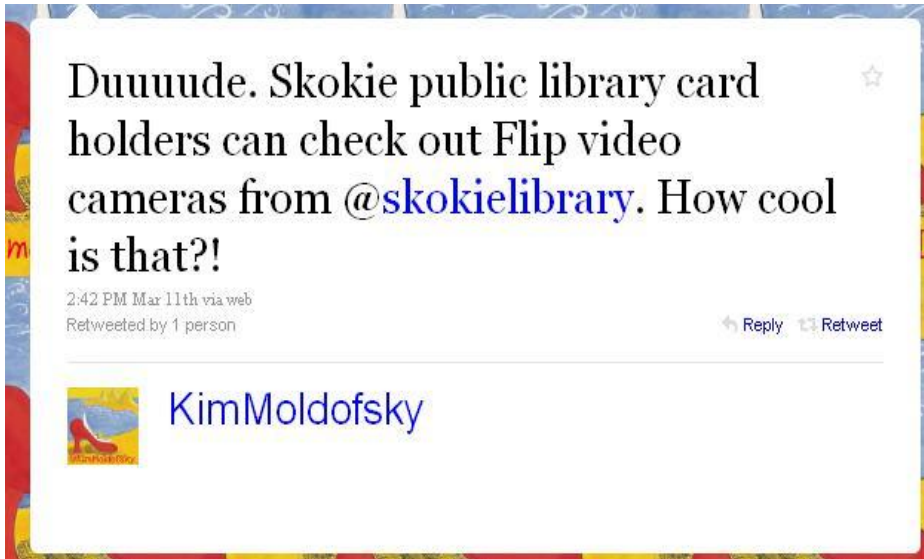 Duuuude. Skokie public library card
holders can check out Flip video
cameras from @skokielibrary. How cool
is that?!
2:42 PM Mar 11th via web
Retweeted by 1 person
Reply Retweet
KimMoldofsky